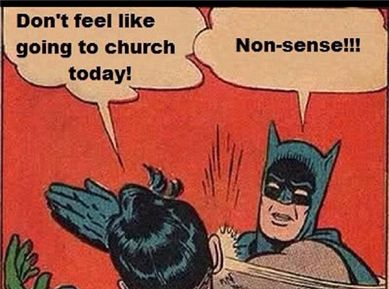 Don't feel like
going to church
today!
Non-sense!!!